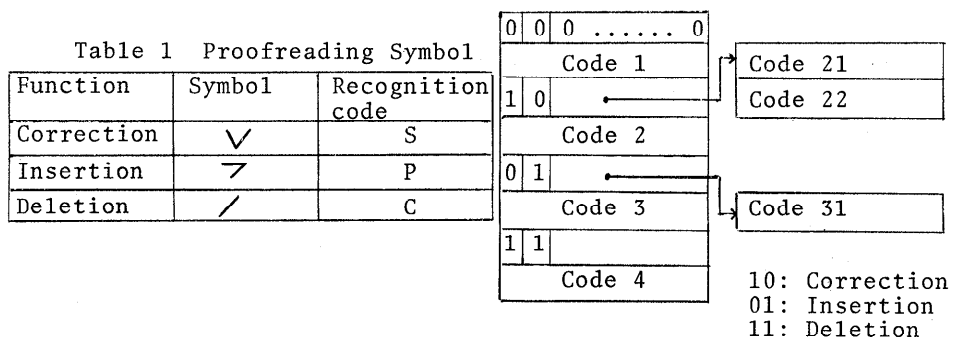 Table 1 Proofreading Symbol
Function Symbol Recognition code
Correction ∨ S
Insertion P
Deletion / C
0 0 0 ...... 0
Code 1
1 0
Code 2
0 1
Code 3
1 1
Code 4
Code 21
Code 22
Code 31
10: Correction
01: Insertion
11: Deletion